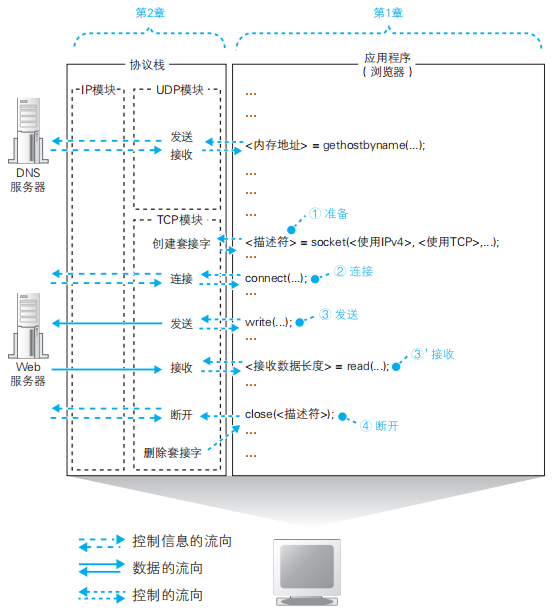 第2章
第1章
协议栈
应用程序
(浏览器)
IP模块
UDP模块
...
...
发送
<内存地址> = gethostbyname(...);
接收
DNS
服务器
...
...
...
TCP模块
① 准备
创建套接字
<描述符> = socket(<使用IPv4>, <使用TCP>,...);
...
② 连接
连接
connect(...);
...
③ 发送
发送
write(...);
...
Web
服务器
③' 接收
接收
<接收数据长度> = read(...);
...
断开
close(<描述符>);
④ 断开
...
删除套接字
...
控制信息的流向
数据的流向
控制的流向